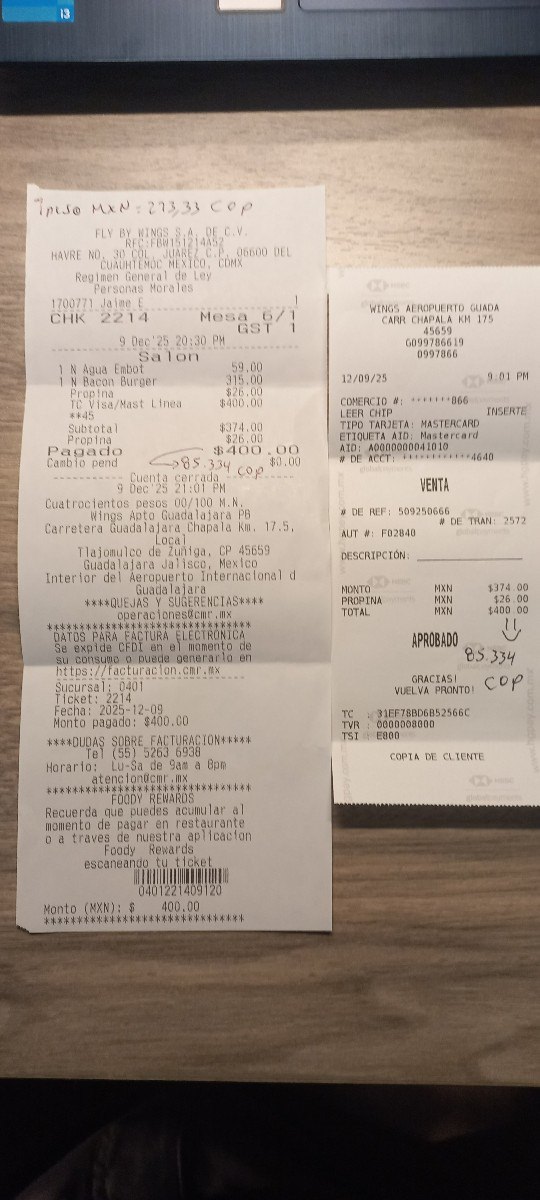 i3
1 peso MXN = 213,33 COP
FLY BY WINGS S.A. DE C.V.
RFC:FBW151214A52
HAVRE NO. 30 COL. JUAREZ C.P. 06600 DEL
CUAUHTEMOC MEXICO, CDMX
Regimen General de Ley
Personas Morales
1700771 Jaime E 1
CHK 2214 Mesa 6/1
GST 1
9 Dec'25 20:30 PM
Salon
1 N Agua Embot 59.00
1 N Bacon Burger 315.00
Propina $26.00
TC Visa/Mast Linea $400.00
**45
Subtotal $374.00
Propina $26.00
Pagado $400.00
Cambio pend $0.00
85.334 COP
Cuenta cerrada
9 Dec'25 21:01 PM
Cuatrocientos pesos 00/100 M.N.
Wings Apto Guadalajara PB
Carretera Guadalajara Chapala Km. 17.5,
Local
Tlajomulco de Zuñiga, CP 45659
Guadalajara Jalisco, Mexico
Interior del Aeropuerto Internacional d
Guadalajara
****QUEJAS Y SUGERENCIAS****
operaciones@cmr.mx
*******************************
DATOS PARA FACTURA ELECTRONICA
Se expide CFDI en el momento de
su consumo o puede generarlo en
https://facturacion.cmr.mx
Sucursal: 0401
Ticket: 2214
Fecha: 2025-12-09
Monto pagado: $400.00
****DUDAS SOBRE FACTURACION*****
Tel (55) 5263 6938
Horario: Lu-Sa de 9am a 8pm
atencion@cmr.mx
*******************************
FOODY REWARDS
Recuerda que puedes acumular al
momento de pagar en restaurante
o a traves de nuestra aplicacion
Foody Rewards
escaneando tu ticket
0401221409120
Monto (MXN): $ 400.00
*******************************
WINGS AEROPUERTO GUADA
CARR CHAPALA KM 175
45659
G099786619
0997866
12/09/25 9:01 PM
COMERCIO #: *******866
LEER CHIP INSERTE
TIPO TARJETA: MASTERCARD
ETIQUETA AID: Mastercard
AID: A0000000041010
# DE ACCT: ************4640
VENTA
# DE REF: 509250666
# DE TRAN: 2572
AUT #: F02840
DESCRIPCIÓN:
MONTO MXN $374.00
PROPINA MXN $26.00
TOTAL MXN $400.00
APROBADO
85.334
COP
GRACIAS!
VUELVA PRONTO!
TC : 31EF78BD6B52566C
TVR : 0000008000
TSI : E800
COPIA DE CLIENTE